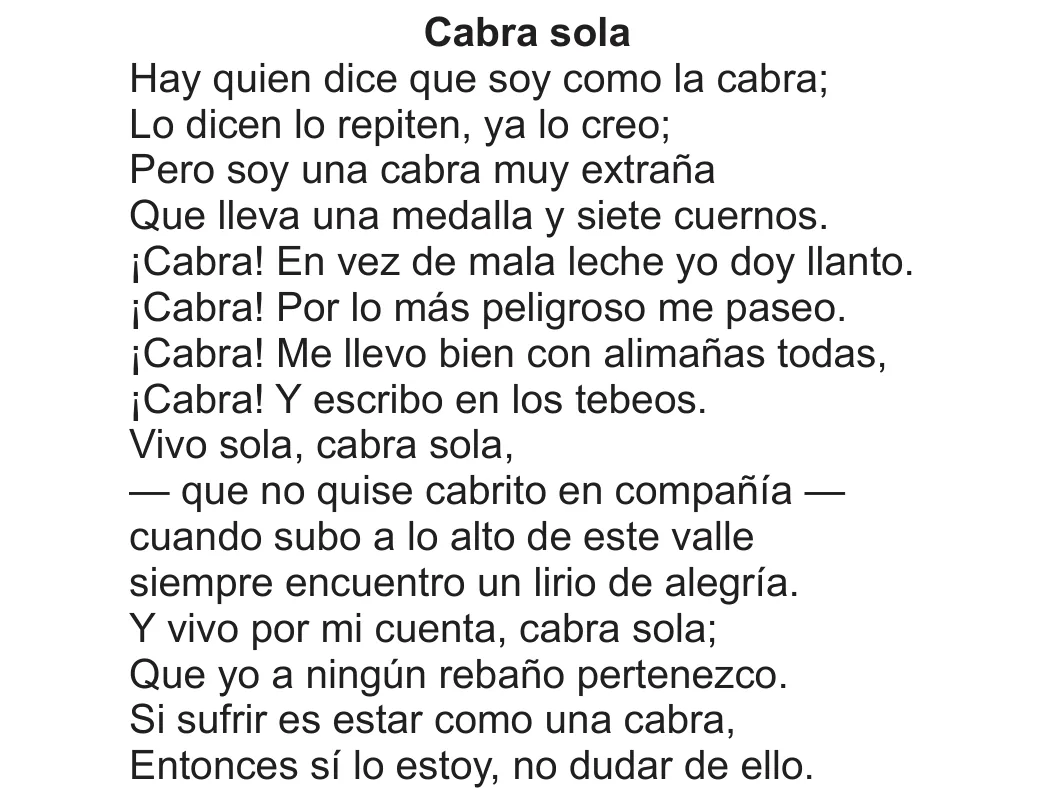 Cabra sola
Hay quien dice que soy como la cabra;
Lo dicen lo repiten, ya lo creo;
Pero soy una cabra muy extraña
Que lleva una medalla y siete cuernos.
¡Cabra! En vez de mala leche yo doy llanto.
¡Cabra! Por lo más peligroso me paseo.
¡Cabra! Me llevo bien con alimañas todas,
¡Cabra! Y escribo en los tebeos.
Vivo sola, cabra sola,
— que no quise cabrito en compañía —
cuando subo a lo alto de este valle
siempre encuentro un lirio de alegría.
Y vivo por mi cuenta, cabra sola;
Que yo a ningún rebaño pertenezco.
Si sufrir es estar como una cabra,
Entonces sí lo estoy, no dudar de ello.